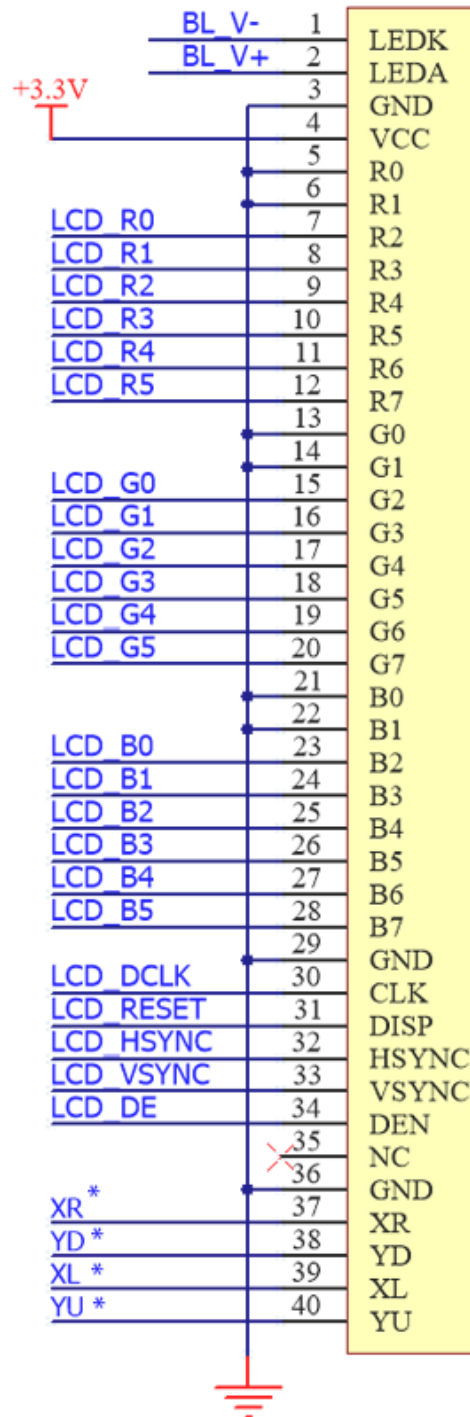 BL_V- 1 LEDK
BL_V+ 2 LEDA
3 GND
+3.3V 4 VCC
5 R0
6 R1
LCD_R0 7 R2
LCD_R1 8 R3
LCD_R2 9 R4
LCD_R3 10 R5
LCD_R4 11 R6
LCD_R5 12 R7
13 G0
14 G1
LCD_G0 15 G2
LCD_G1 16 G3
LCD_G2 17 G4
LCD_G3 18 G5
LCD_G4 19 G6
LCD_G5 20 G7
21 B0
22 B1
LCD_B0 23 B2
LCD_B1 24 B3
LCD_B2 25 B4
LCD_B3 26 B5
LCD_B4 27 B6
LCD_B5 28 B7
29 GND
LCD_DCLK 30 CLK
LCD_RESET 31 DISP
LCD_HSYNC 32 HSYNC
LCD_VSYNC 33 VSYNC
LCD_DE 34 DEN
35 NC
36 GND
XR * 37 XR
YD * 38 YD
XL * 39 XL
YU * 40 YU